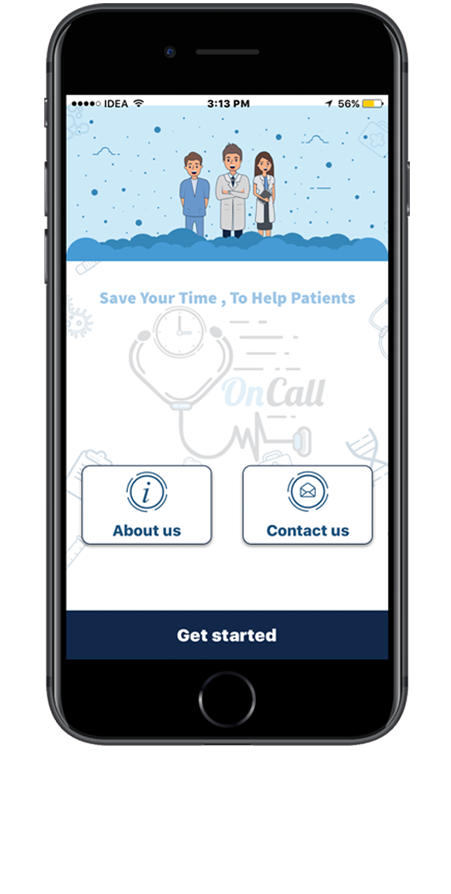 IDEA 3:13 PM 56%
Save Your Time , To Help Patients
OnCall
i
About us Contact us
Get started